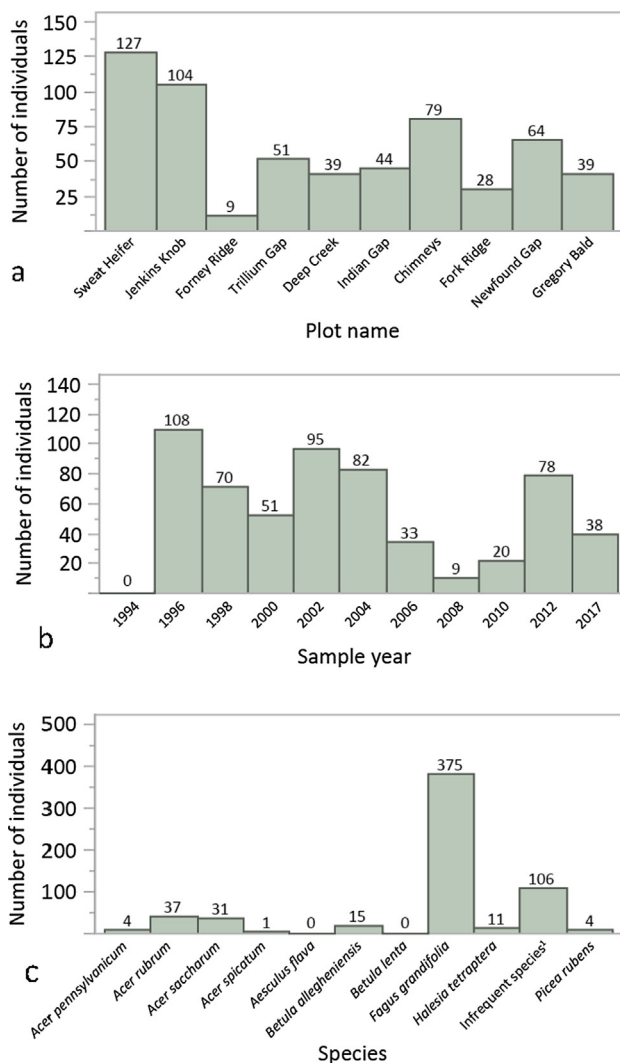 Number of individuals
150
125
100
75
50
25
127
104
9
51
39
44
79
28
64
39
Sweat Heifer
Jenkins Knob
Forney Ridge
Trillium Gap
Deep Creek
Indian Gap
Chimneys
Fork Ridge
Newfound Gap
Gregory Bald
a
Plot name
Number of individuals
140
120
100
80
60
40
20
0
108
70
51
95
82
33
9
20
78
38
1994
1996
1998
2000
2002
2004
2006
2008
2010
2012
2017
b
Sample year
Number of individuals
500
400
300
200
100
4
37
31
1
0
15
0
375
11
106
4
Acer pennsylvanicum
Acer rubrum
Acer saccharum
Acer spicatum
Aesculus flava
Betula allegheniensis
Betula lenta
Fagus grandifolia
Halesia tetraptera
Infrequent species¹
Picea rubens
c
Species